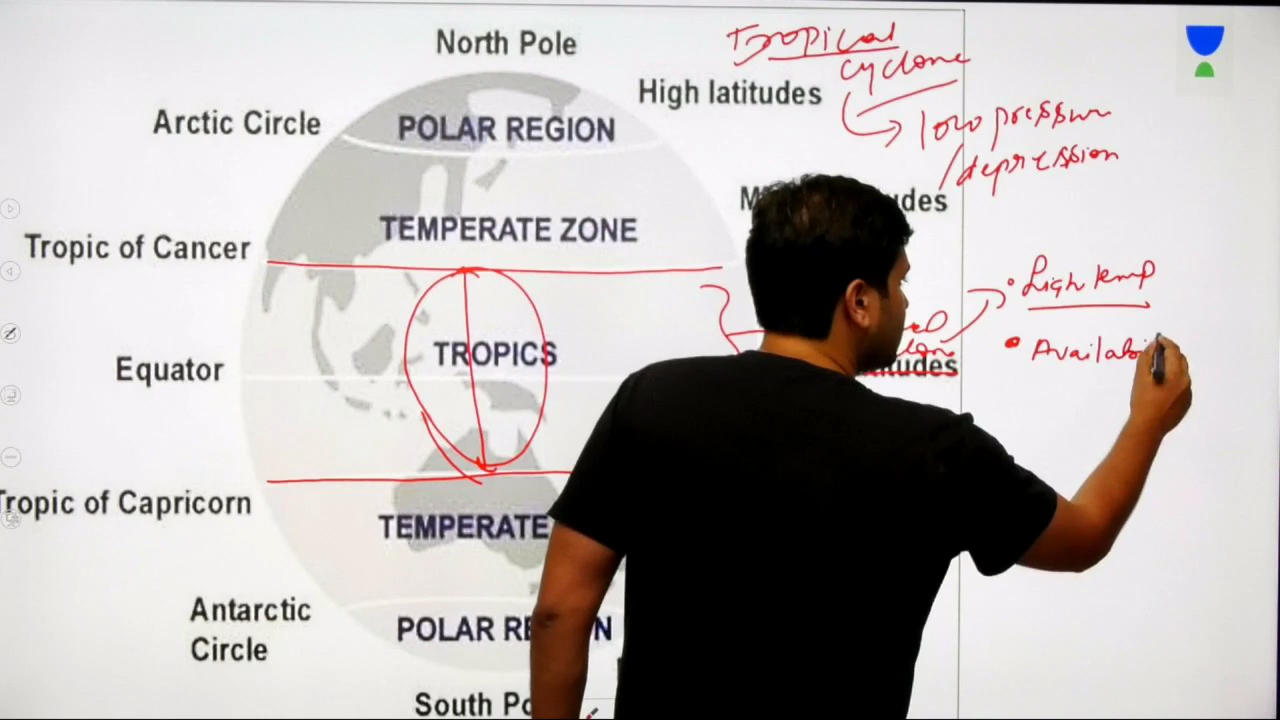 North Pole
Tropical
cyclone
High latitudes
low pressure
/depression
Arctic Circle
POLAR REGION
TEMPERATE ZONE
Tropic of Cancer
High temp
TROPICS
Availabi
Equator
Tropic of Capricorn
TEMPERATE
Antarctic
Circle
POLAR RE N
South Po